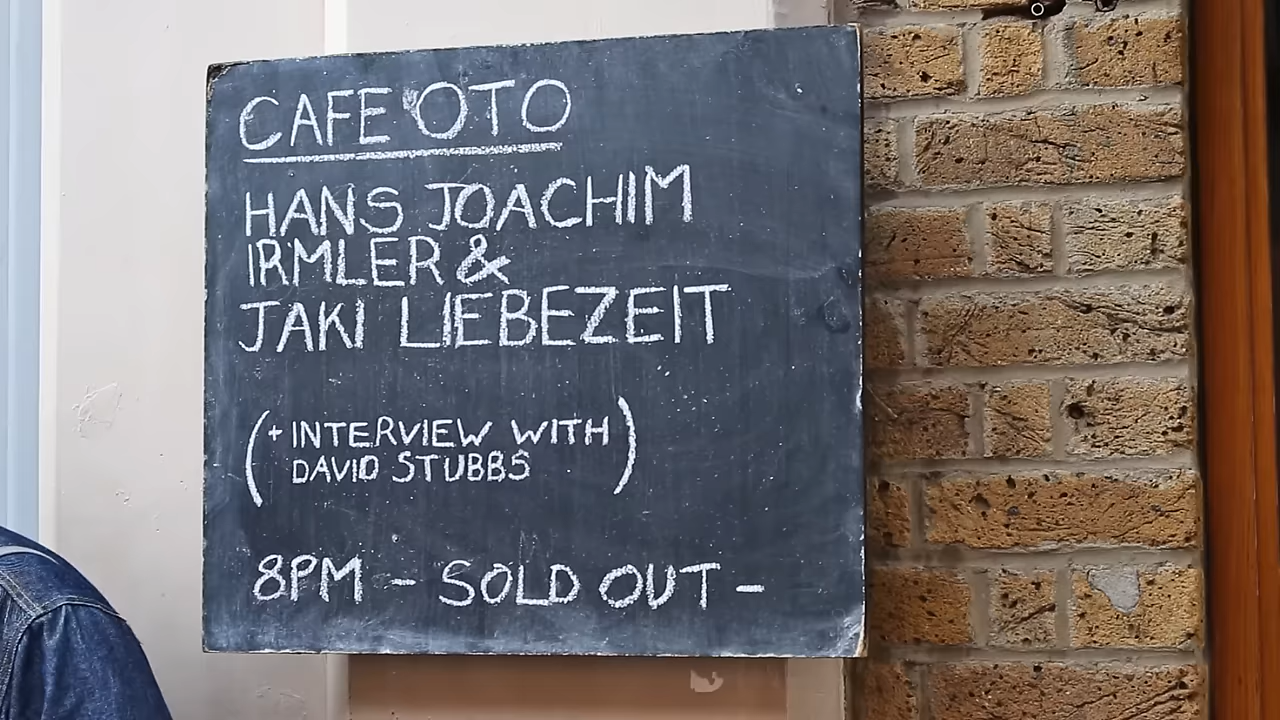 CAFE OTO
HANS JOACHIM
IRMLER &
JAKI LIEBEZEIT
(+ INTERVIEW WITH
DAVID STUBBS)
8PM - SOLD OUT -